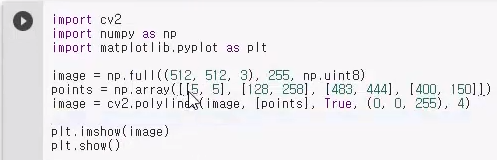 import cv2
import numpy as np
import matplotlib.pyplot as plt
image = np.full((512, 512, 3), 255, np.uint8)
points = np.array([[5, 5], [128, 258], [483, 444], [400, 150]])
image = cv2.polylines(image, [points], True, (0, 0, 255), 4)
plt.imshow(image)
plt.show()